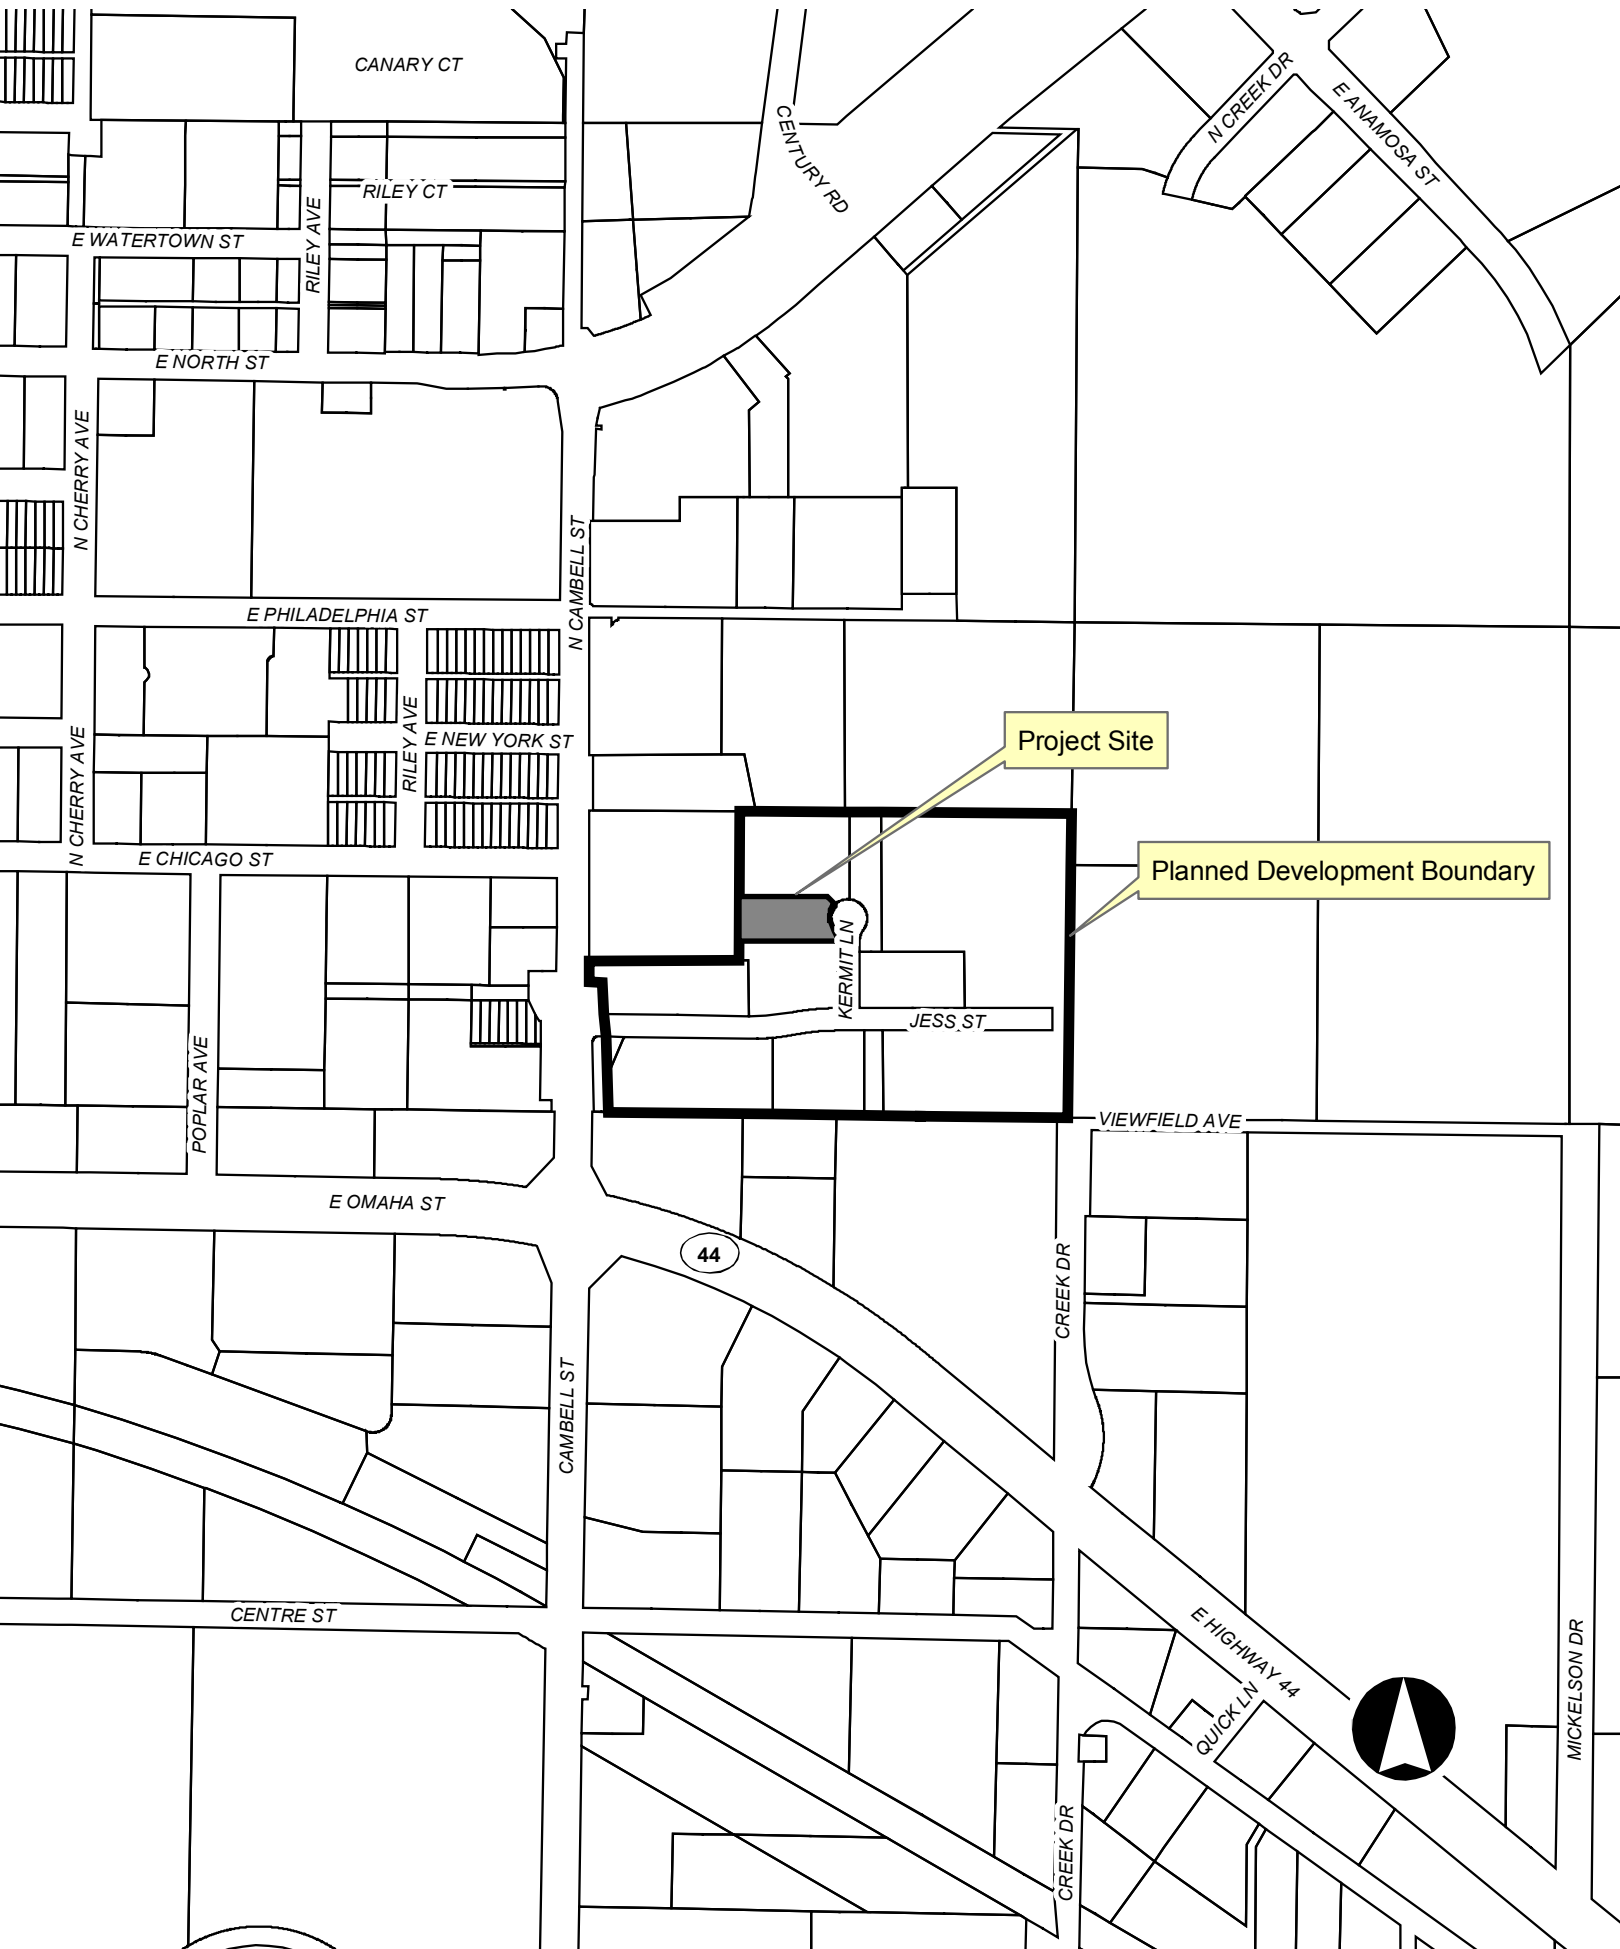 CANARY CT
N CREEK DR
E ANAMOSA ST
CENTURY RD
RILEY CT
RILEY AVE
E WATERTOWN ST
E NORTH ST
N CHERRY AVE
N CAMBELL ST
E PHILADELPHIA ST
RILEY AVE
E NEW YORK ST
Project Site
N CHERRY AVE
E CHICAGO ST
Planned Development Boundary
KERMIT LN
JESS ST
POPLAR AVE
VIEWFIELD AVE
E OMAHA ST
44
CREEK DR
CAMBELL ST
CENTRE ST
E HIGHWAY 44
QUICK LN
MICKELSON DR
CREEK DR